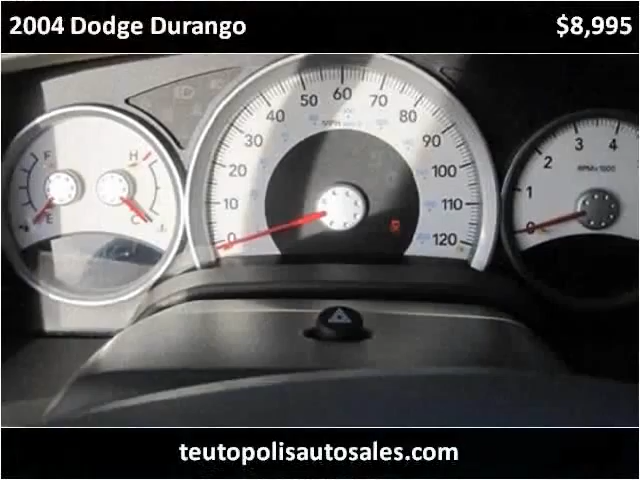 2004 Dodge Durango $8,995
F
E
H
C
0 10 20 30 40 50 60 70 80 90 100 110 120
MPH
0 1 2 3 4
RPMx1000
teutopolisautosales.com